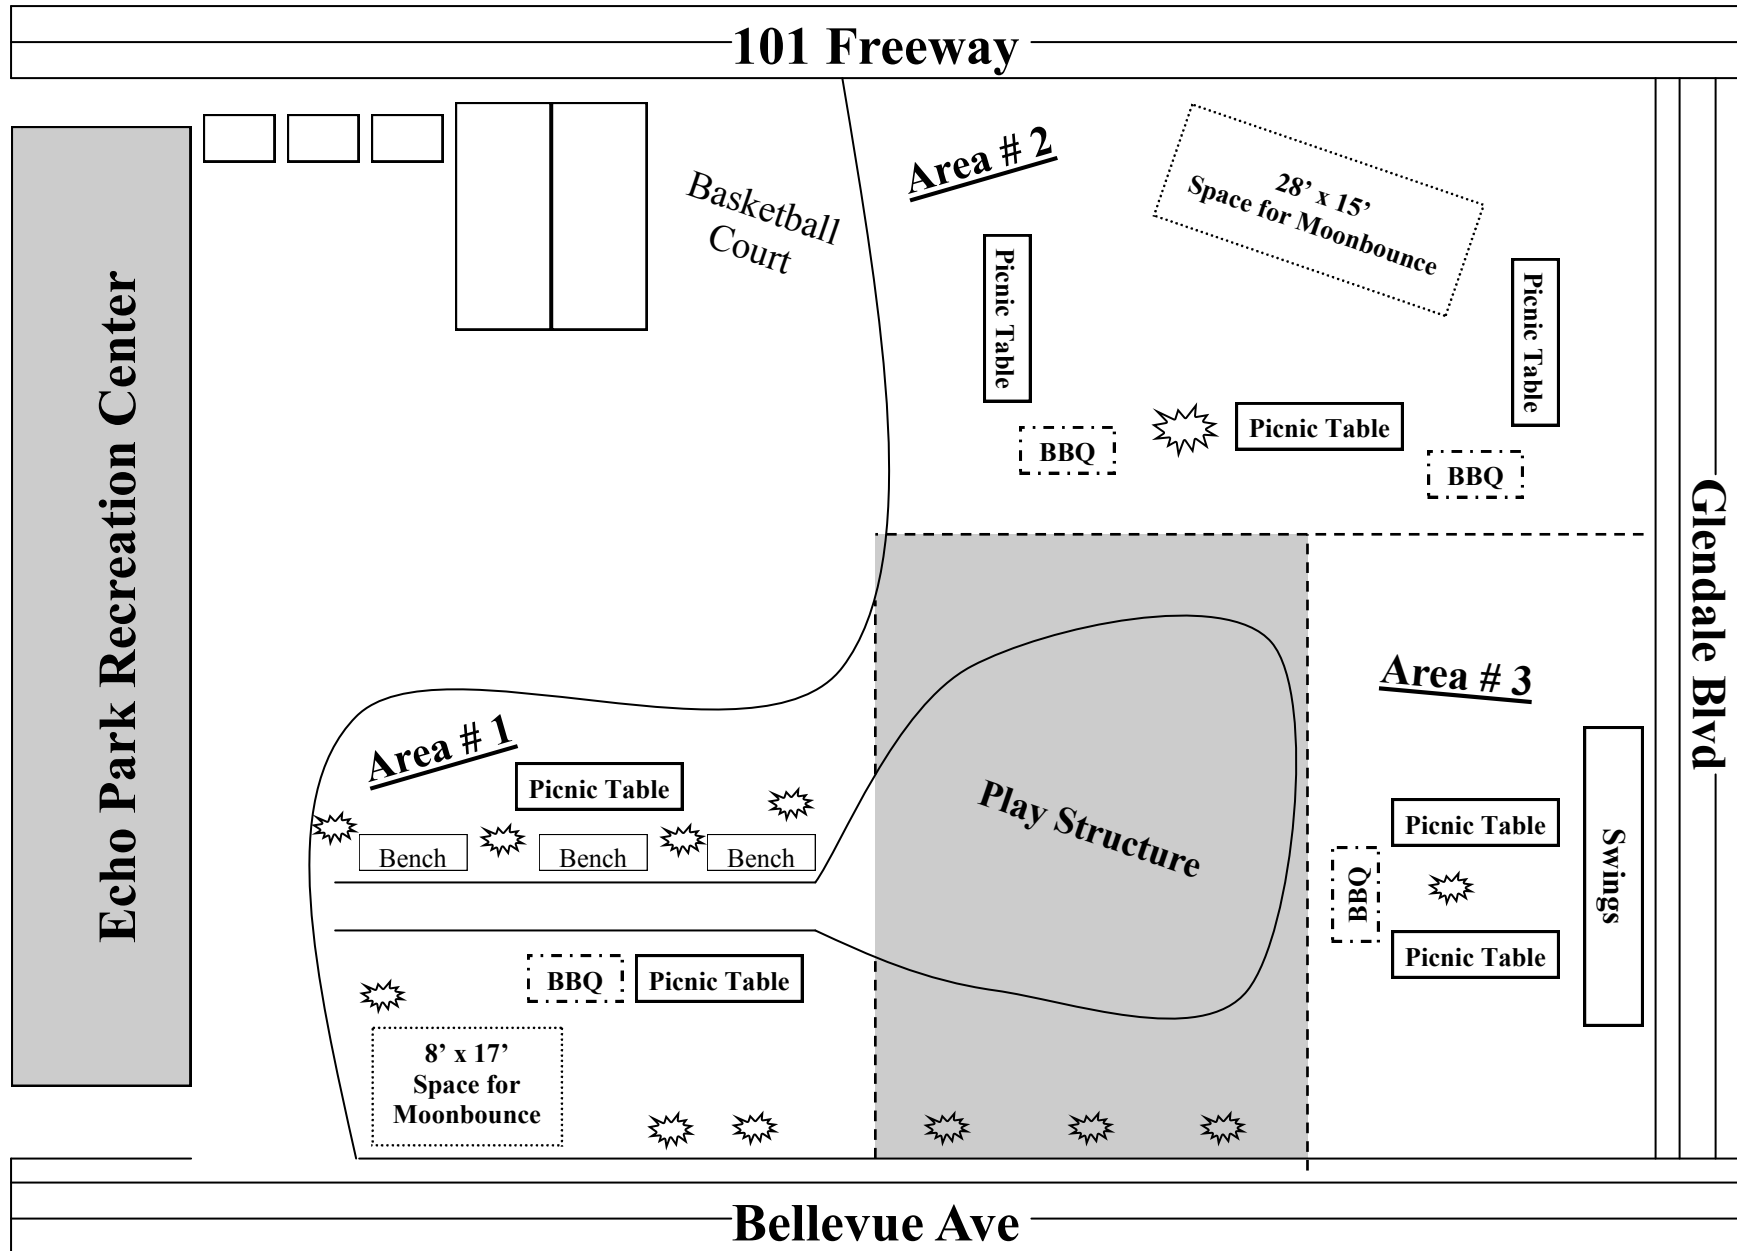 101 Freeway
Echo Park Recreation Center
Basketball
Court
Area # 2
28’ x 15’
Space for Moonbounce
Picnic Table
Picnic Table
Picnic Table
BBQ
BBQ
Glendale Blvd
Area # 3
Area # 1
Picnic Table
Bench
Bench
Bench
Play Structure
Picnic Table
BBQ
Picnic Table
Swings
BBQ
Picnic Table
8’ x 17’
Space for
Moonbounce
Bellevue Ave